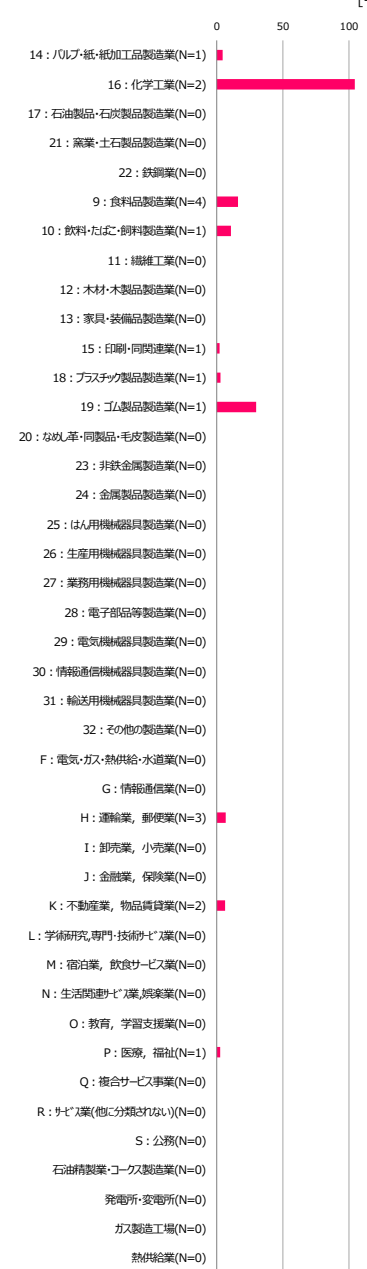 0 50 100
14：パルプ・紙・紙加工品製造業(N=1)
16：化学工業(N=2)
17：石油製品・石炭製品製造業(N=0)
21：窯業・土石製品製造業(N=0)
22：鉄鋼業(N=0)
9：食料品製造業(N=4)
10：飲料・たばこ・飼料製造業(N=1)
11：繊維工業(N=0)
12：木材・木製品製造業(N=0)
13：家具・装備品製造業(N=0)
15：印刷・同関連業(N=1)
18：プラスチック製品製造業(N=1)
19：ゴム製品製造業(N=1)
20：なめし革・同製品・毛皮製造業(N=0)
23：非鉄金属製造業(N=0)
24：金属製品製造業(N=0)
25：はん用機械器具製造業(N=0)
26：生産用機械器具製造業(N=0)
27：業務用機械器具製造業(N=0)
28：電子部品等製造業(N=0)
29：電気機械器具製造業(N=0)
30：情報通信機械器具製造業(N=0)
31：輸送用機械器具製造業(N=0)
32：その他の製造業(N=0)
F：電気・ガス・熱供給・水道業(N=0)
G：情報通信業(N=0)
H：運輸業，郵便業(N=3)
I：卸売業，小売業(N=0)
J：金融業，保険業(N=0)
K：不動産業，物品賃貸業(N=2)
L：学術研究,専門・技術ｻｰﾋﾞｽ業(N=0)
M：宿泊業，飲食サービス業(N=0)
N：生活関連ｻｰﾋﾞｽ業,娯楽業(N=0)
O：教育，学習支援業(N=0)
P：医療，福祉(N=1)
Q：複合サービス事業(N=0)
R：ｻｰﾋﾞｽ業(他に分類されない)(N=0)
S：公務(N=0)
石油精製業・コークス製造業(N=0)
発電所・変電所(N=0)
ガス製造工場(N=0)
熱供給業(N=0)